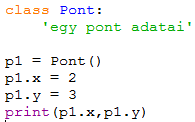 class Pont:
    'egy pont adatai'

p1 = Pont()
p1.x = 2
p1.y = 3
print(p1.x,p1.y)